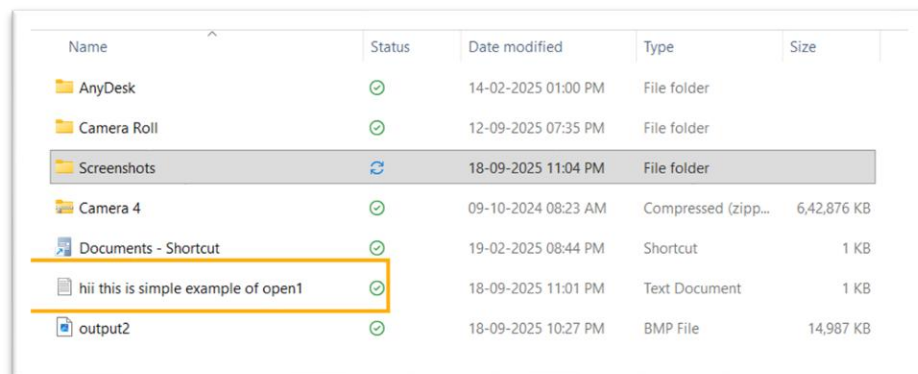 Name Status Date modified Type Size
AnyDesk 14-02-2025 01:00 PM File folder
Camera Roll 12-09-2025 07:35 PM File folder
Screenshots 18-09-2025 11:04 PM File folder
Camera 4 09-10-2024 08:23 AM Compressed (zipp... 6,42,876 KB
Documents - Shortcut 19-02-2025 08:44 PM Shortcut 1 KB
hii this is simple example of open1 18-09-2025 11:01 PM Text Document 1 KB
output2 18-09-2025 10:27 PM BMP File 14,987 KB